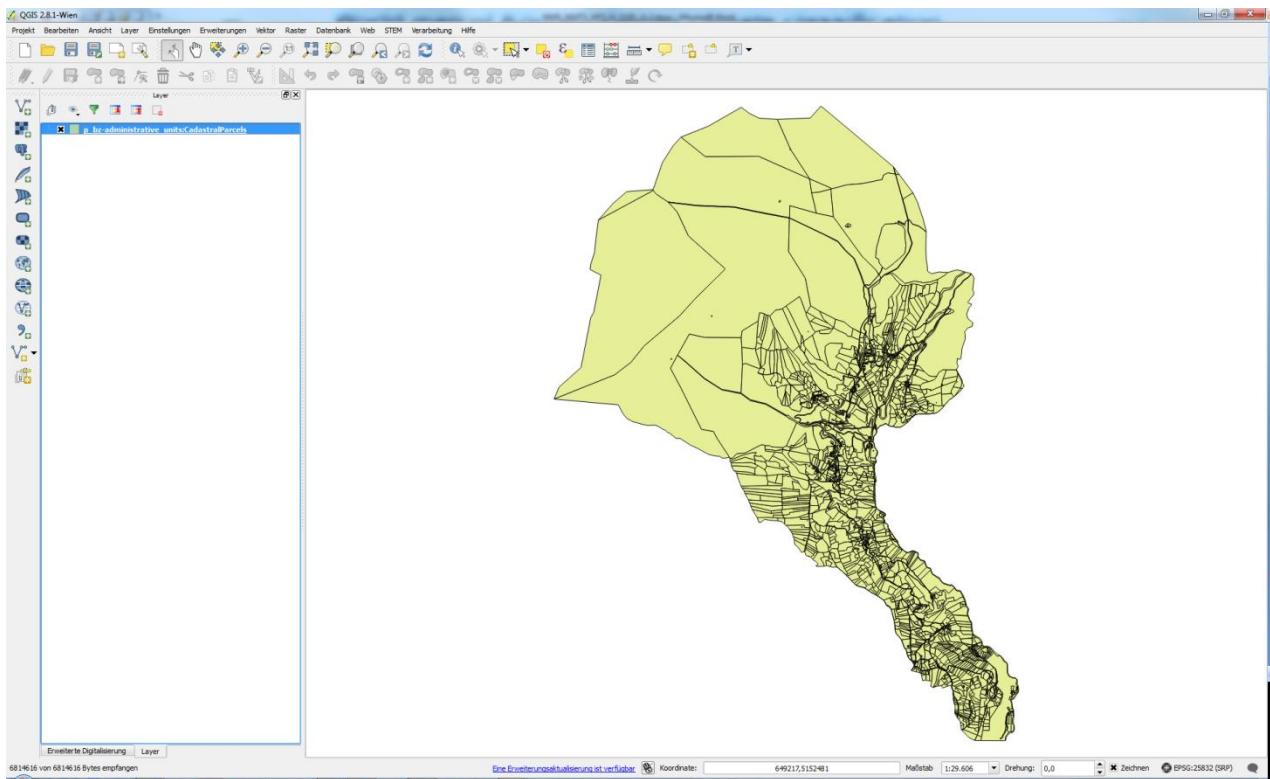 QGIS 2.8.1-Wien
Projekt Bearbeiten Ansicht Layer Einstellungen Erweiterungen Vektor Raster Datenbank Web STEM Verarbeitung Hilfe
Layer
p_bz-administrative_units:CadastralParcels
Erweiterte Digitalisierung Layer
6814616 von 6814616 Bytes empfangen Eine Erweiterungsaktualisierung ist verfügbar Koordinate: 649217,5152481 Maßstab 1:29.606 Drehung: 0,0 Zeichnen EPSG:25832 (SRP)